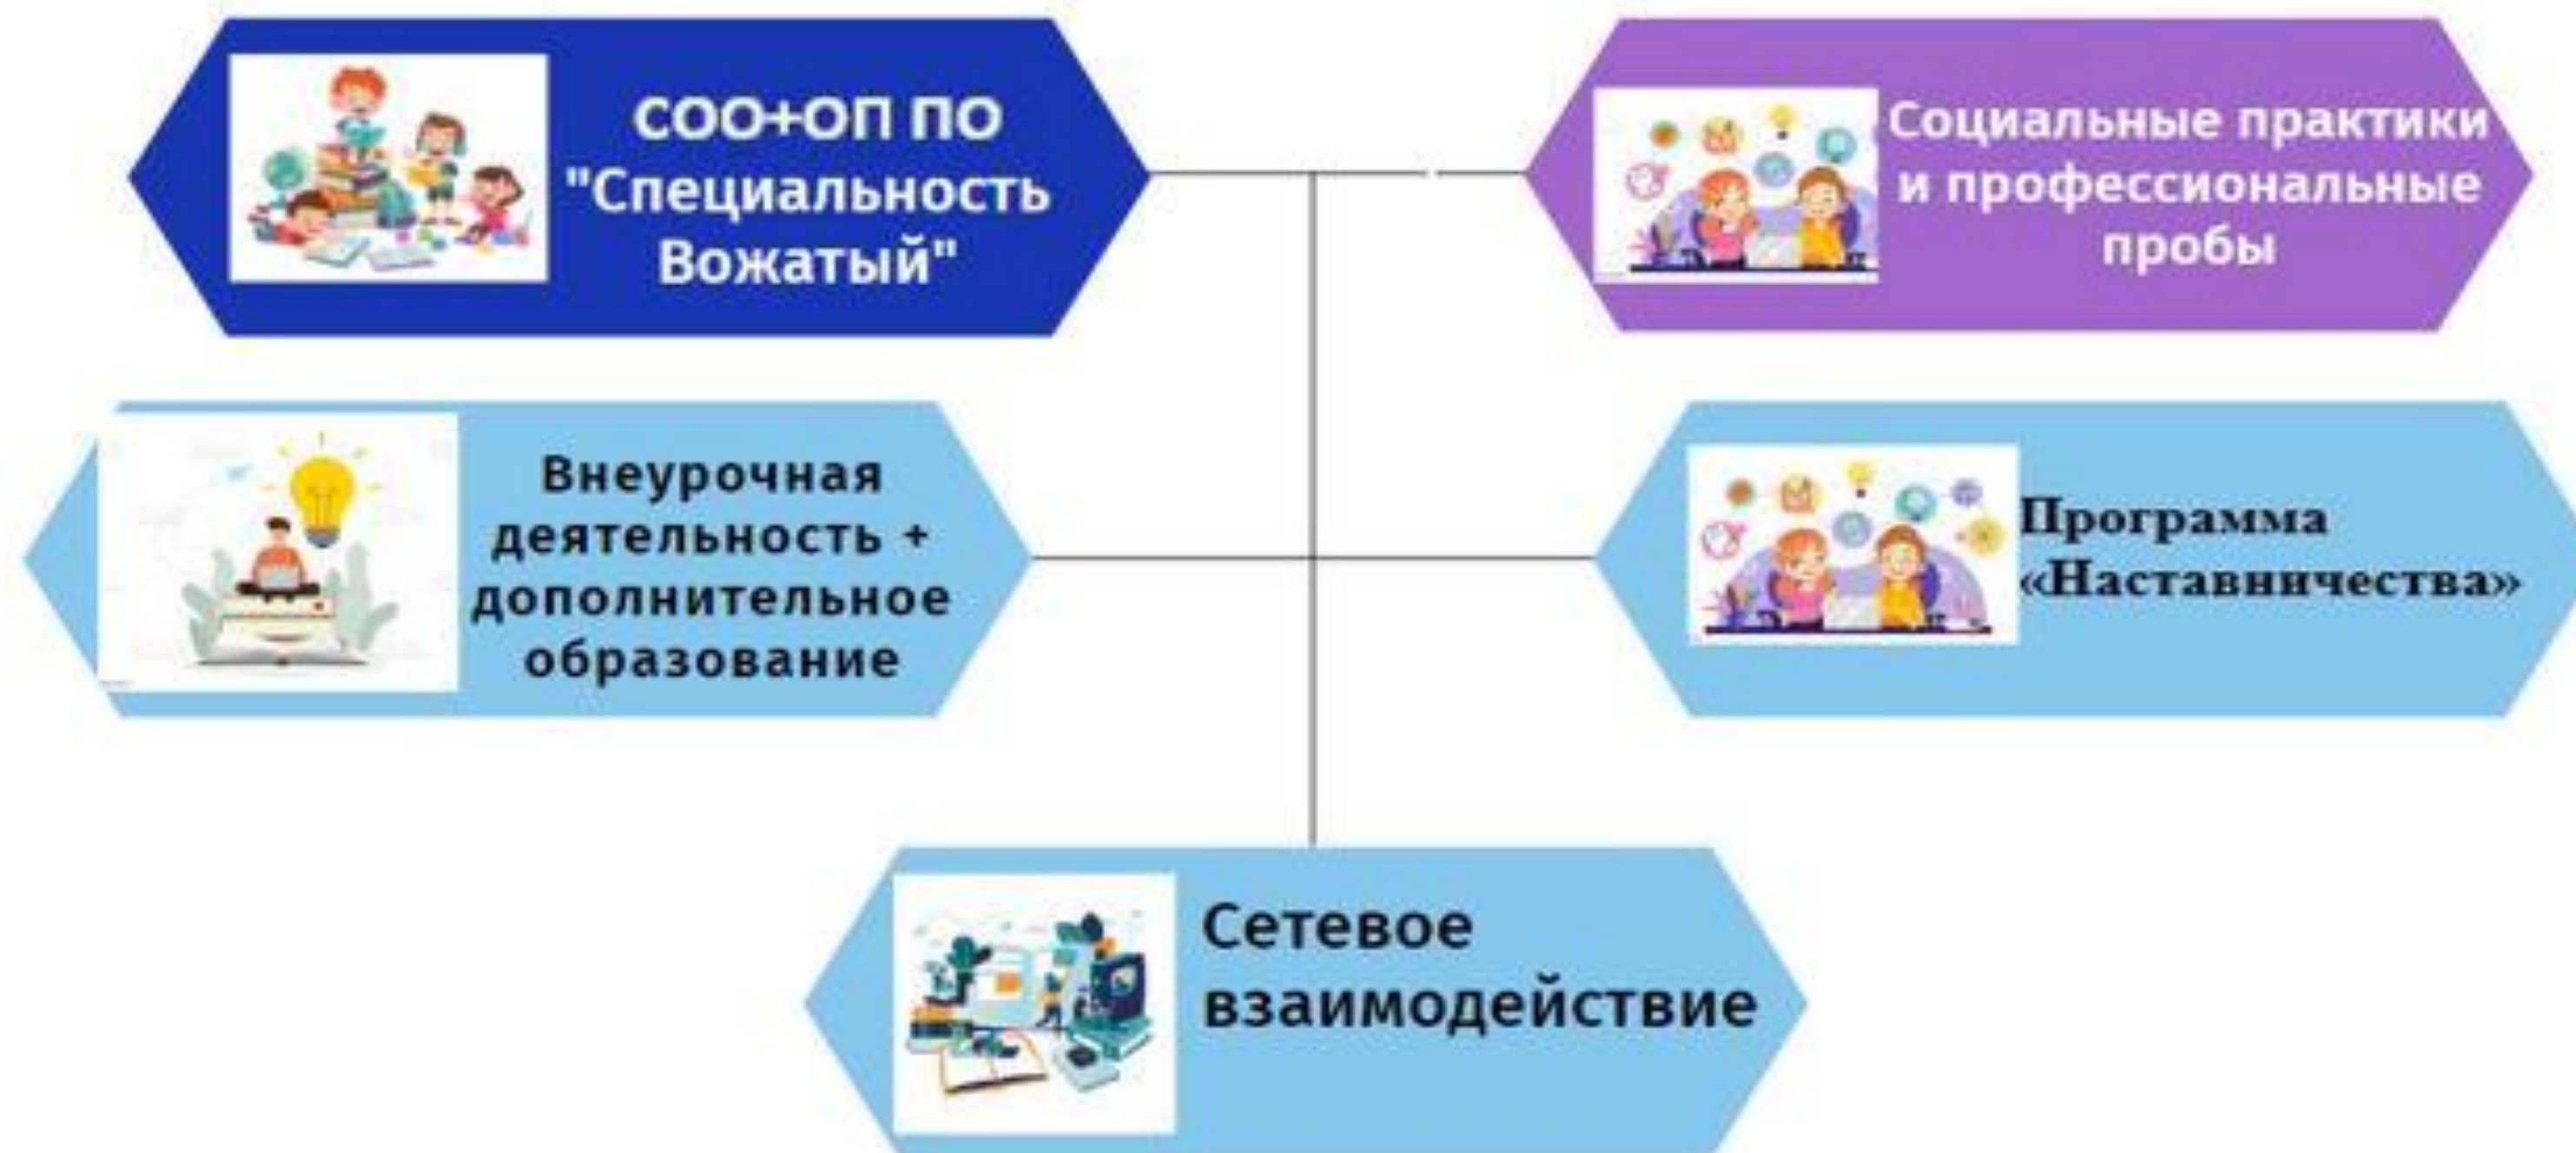 СОО+ОП ПО
"Специальность
Вожатый"
Социальные практики
и профессиональные
пробы
Внеурочная
деятельность +
дополнительное
образование
Программа
«Наставничества»
Сетевое
взаимодействие